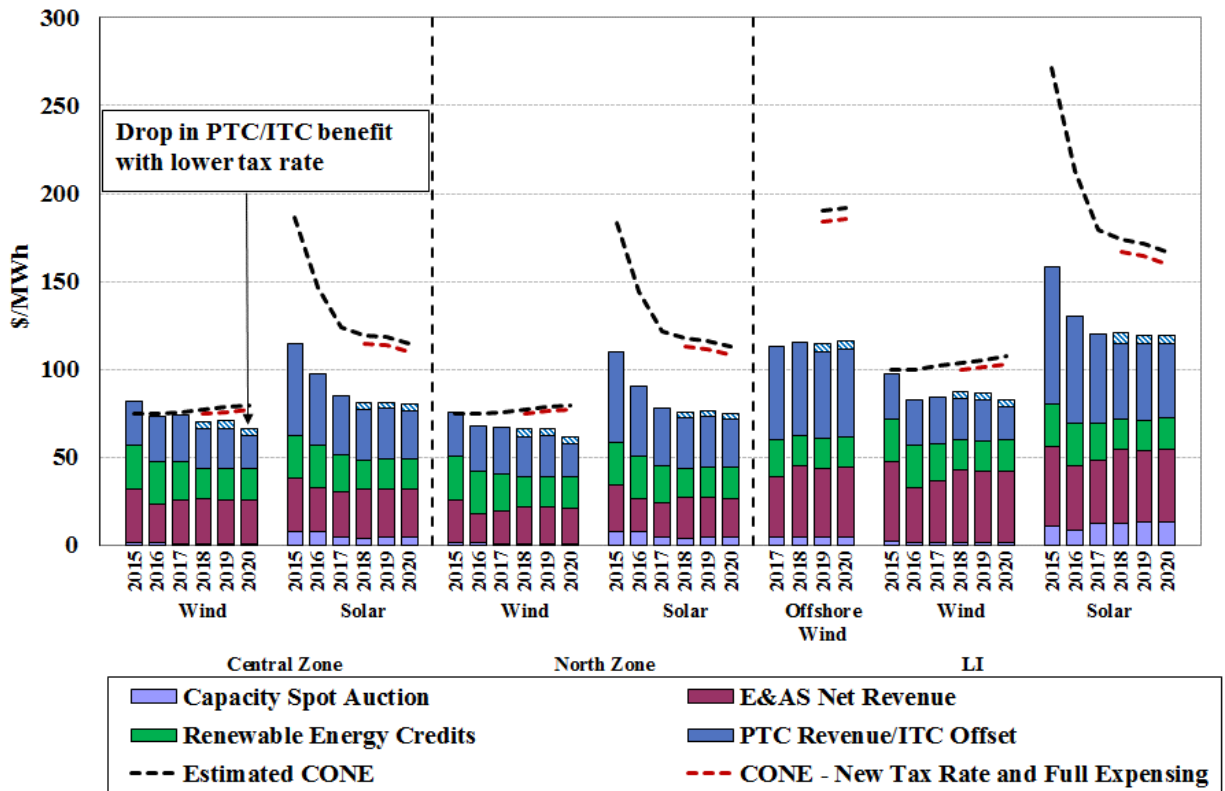 300
250
200
150
100
50
0
$/MWh
Drop in PTC/ITC benefit
with lower tax rate
2015 2016 2017 2018 2019 2020 2015 2016 2017 2018 2019 2020 2015 2016 2017 2018 2019 2020 2015 2016 2017 2018 2019 2020 2017 2018 2019 2020 2015 2016 2017 2018 2019 2020 2015 2016 2017 2018 2019 2020
Wind Solar Wind Solar Offshore Wind Solar
Wind
Central Zone North Zone LI
Capacity Spot Auction E&AS Net Revenue
Renewable Energy Credits PTC Revenue/ITC Offset
Estimated CONE CONE - New Tax Rate and Full Expensing